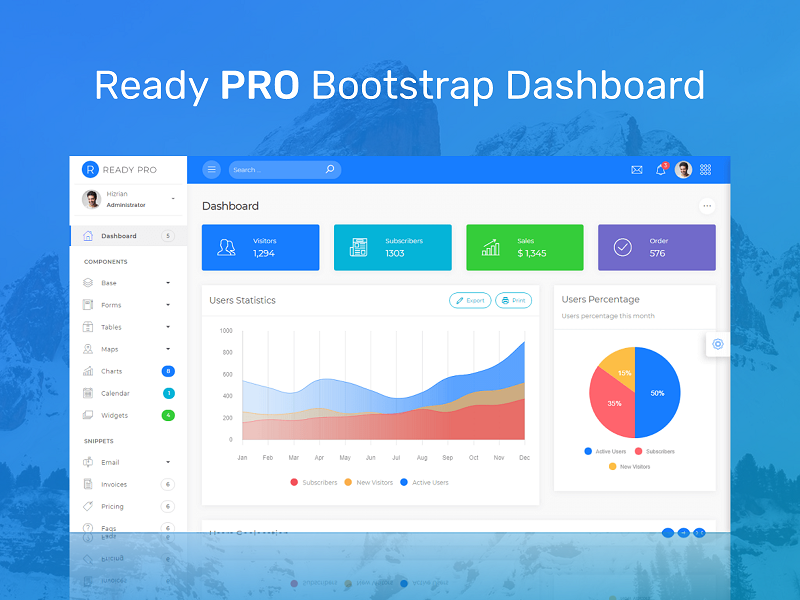 Ready PRO Bootstrap Dashboard
R READY PRO
Search...
3
Hizrian
Administrator
Dashboard 5
COMPONENTS
Base
Forms
Tables
Maps
Charts 8
Calendar 1
Widgets 4
SNIPPETS
Email
Invoices 6
Pricing 6
Faqs 6
Dashboard
Visitors
1,294
Subscribers
1303
Sales
$ 1,345
Order
576
Users Statistics
Export
Print
1000
800
600
400
200
0
Jan Feb Mar Apr May Jun Jul Aug Sep Oct Nov Dec
Subscribers New Visitors Active Users
Users Percentage
Users percentage this month
15%
50%
35%
Active Users Subscribers
New Visitors